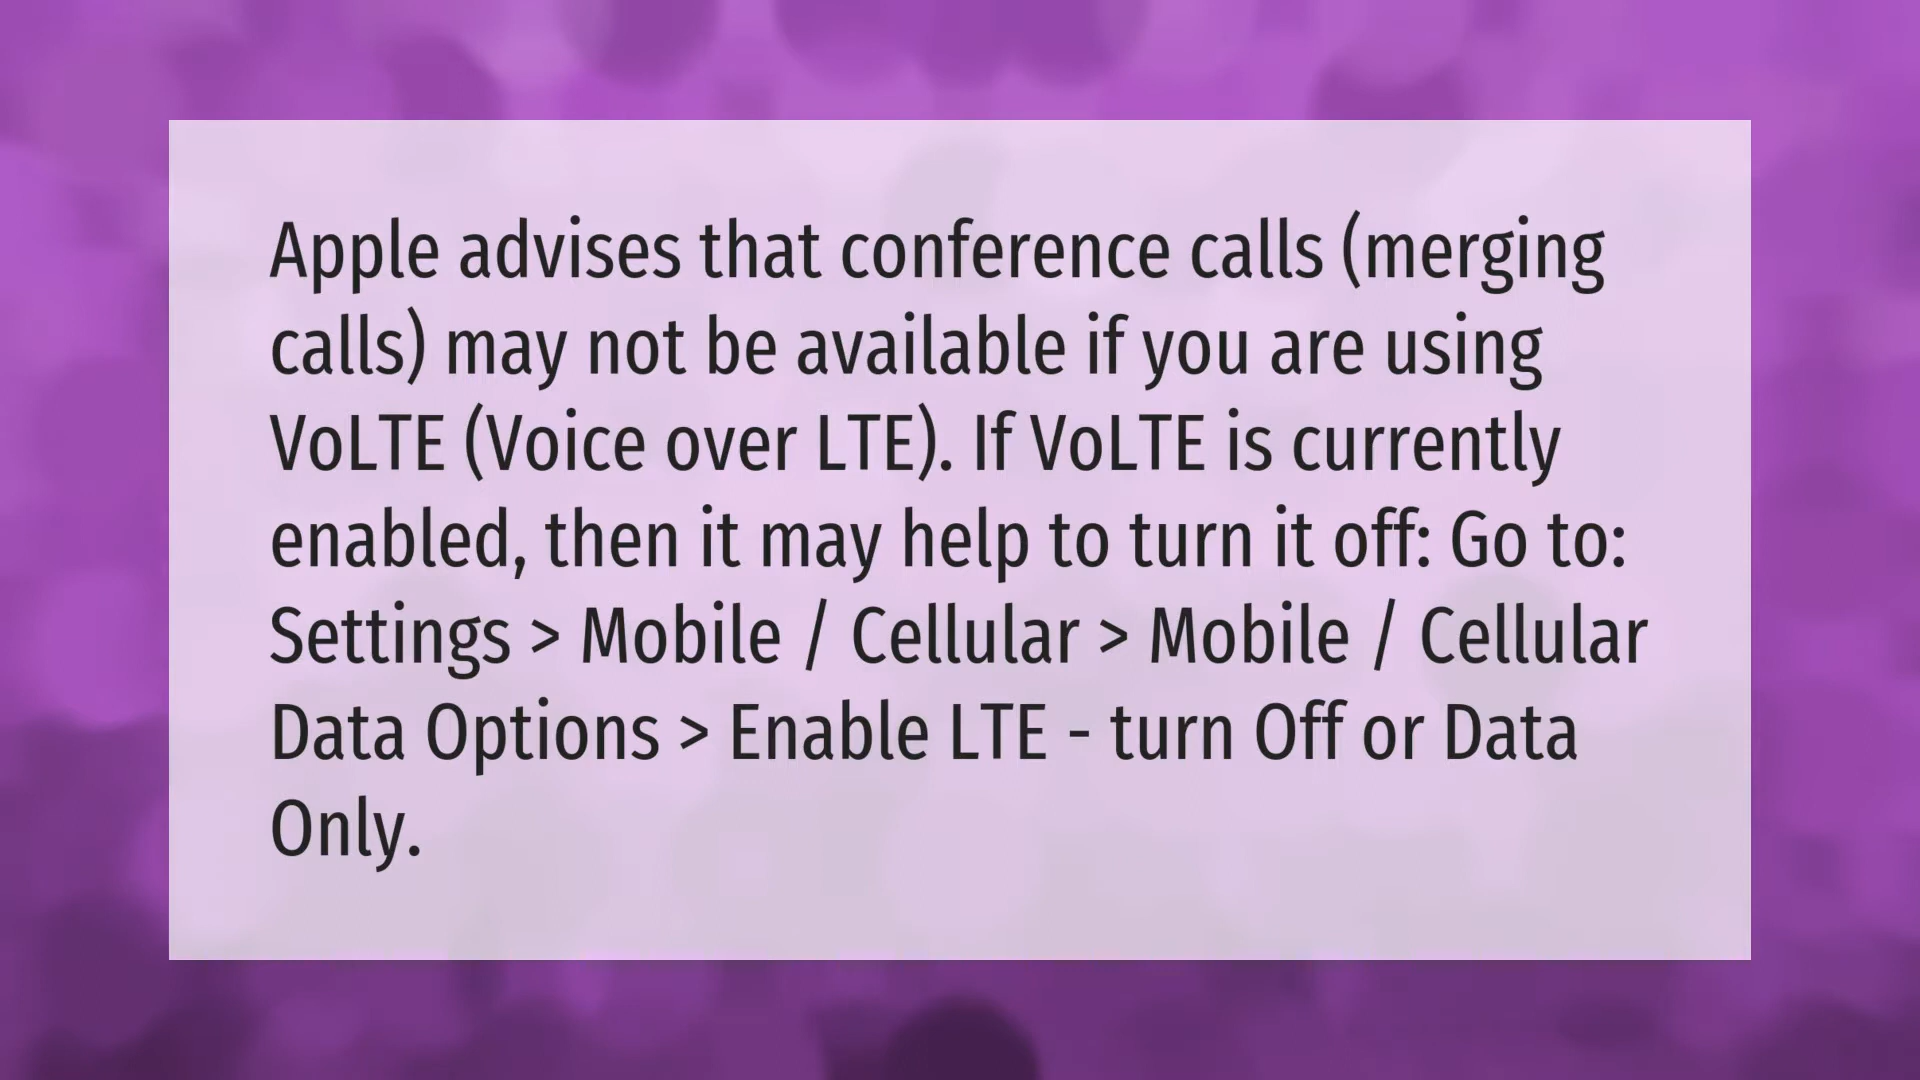 Apple advises that conference calls (merging
calls) may not be available if you are using
VoLTE (Voice over LTE). If VoLTE is currently
enabled, then it may help to turn it off: Go to:
Settings > Mobile / Cellular > Mobile / Cellular
Data Options > Enable LTE - turn Off or Data
Only.